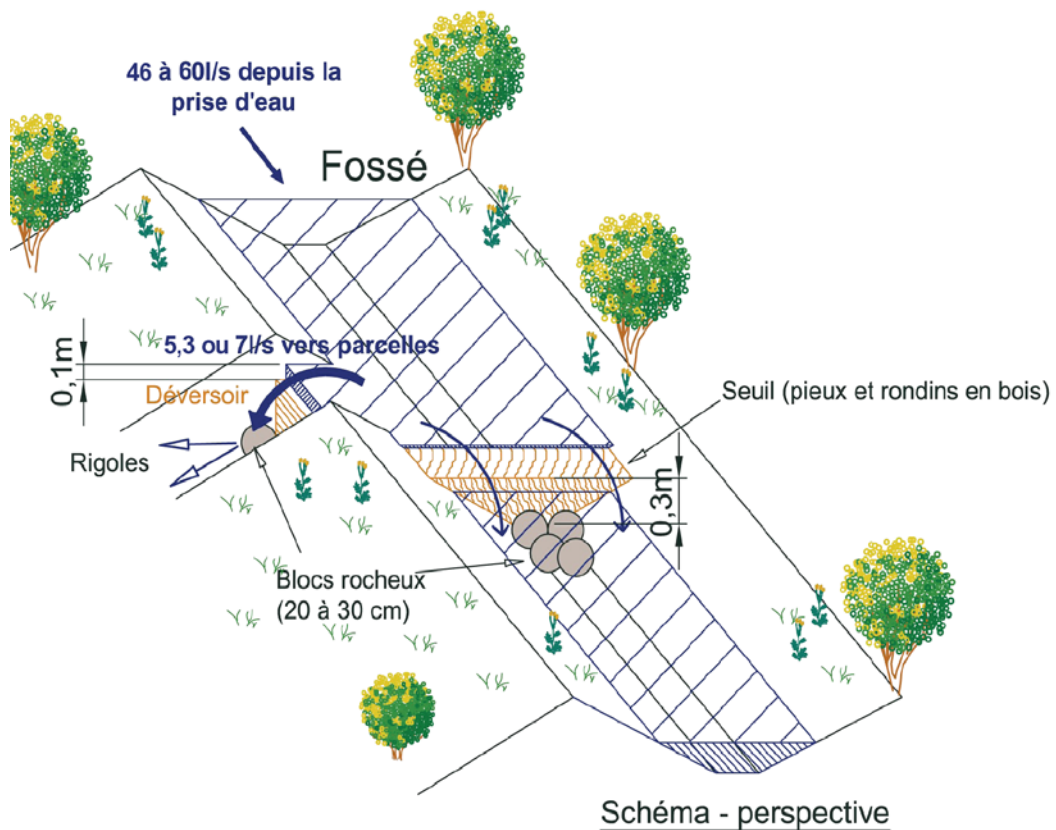 46 à 60l/s depuis la
prise d'eau
Fossé
5,3 ou 7l/s vers parcelles
0,1m
Déversoir
Seuil (pieux et rondins en bois)
Rigoles
0,3m
Blocs rocheux
(20 à 30 cm)
Schéma - perspective